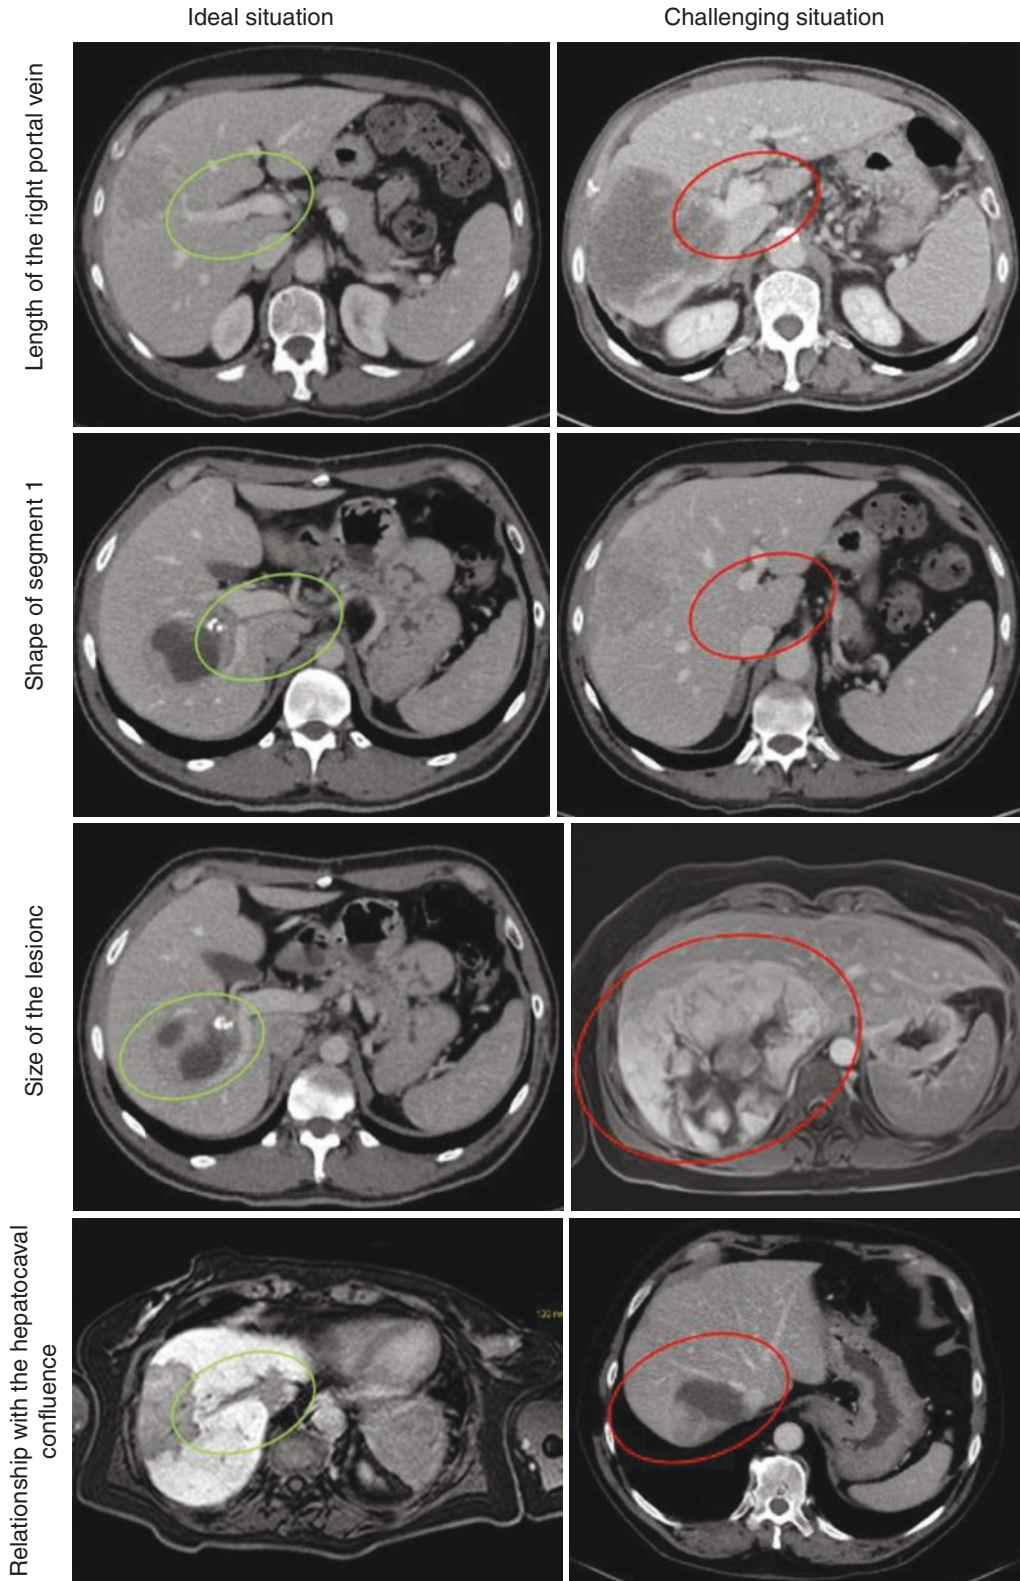 Ideal situation
Challenging situation
Length of the right portal vein
Shape of segment 1
Size of the lesionc
Relationship with the hepatocaval
confluence